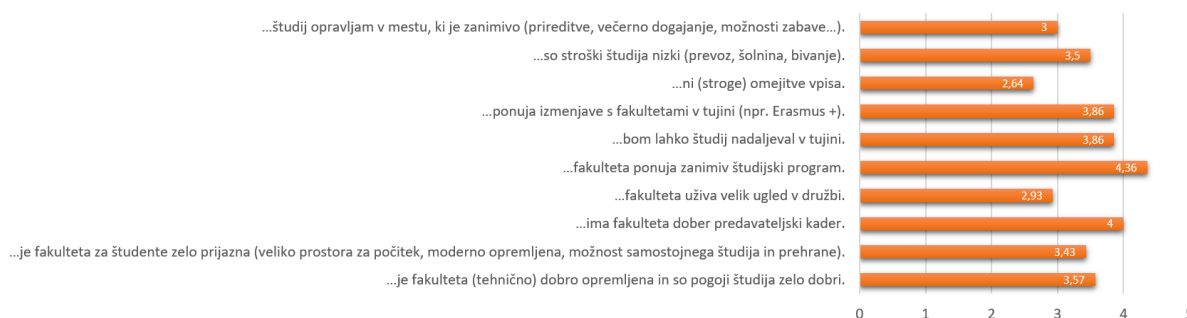 ...študij opravljam v mestu, ki je zanimivo (prireditve, večerno dogajanje, možnosti zabave...).
3
...so stroški študija nizki (prevoz, šolnina, bivanje).
3,5
...ni (stroge) omejitve vpisa.
2,64
...ponuja izmenjave s fakultetami v tujini (npr. Erasmus +).
3,86
...bom lahko študij nadaljeval v tujini.
3,86
...fakulteta ponuja zanimiv študijski program.
4,36
...fakulteta uživa velik ugled v družbi.
2,93
...ima fakulteta dober predavateljski kader.
4
...je fakulteta za študente zelo prijazna (veliko prostora za počitek, moderno opremljena, možnost samostojnega študija in prehrane).
3,43
...je fakulteta (tehnično) dobro opremljena in so pogoji študija zelo dobri.
3,57
0 1 2 3 4 5